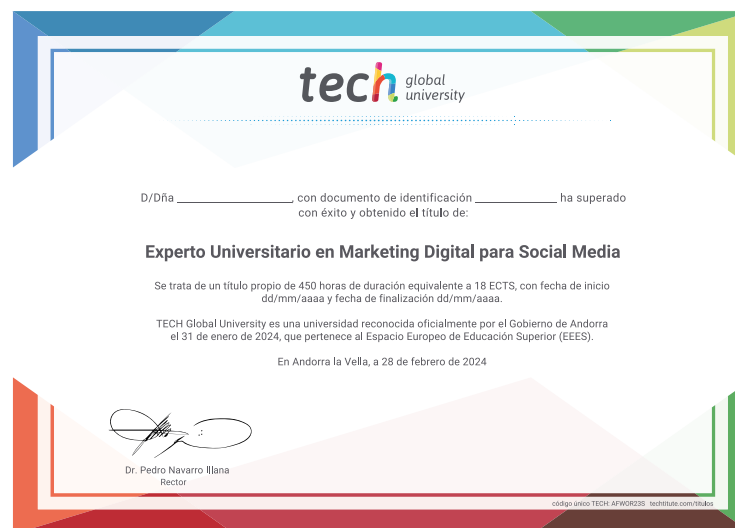 tech global university
D/Dña ____________________, con documento de identificación ______________ ha superado
con éxito y obtenido el título de:
Experto Universitario en Marketing Digital para Social Media
Se trata de un título propio de 450 horas de duración equivalente a 18 ECTS, con fecha de inicio
dd/mm/aaaa y fecha de finalización dd/mm/aaaa.
TECH Global University es una universidad reconocida oficialmente por el Gobierno de Andorra
el 31 de enero de 2024, que pertenece al Espacio Europeo de Educación Superior (EEES).
En Andorra la Vella, a 28 de febrero de 2024
Dr. Pedro Navarro Illana
Rector
código único TECH: AFWOR23S techtitute.com/títulos